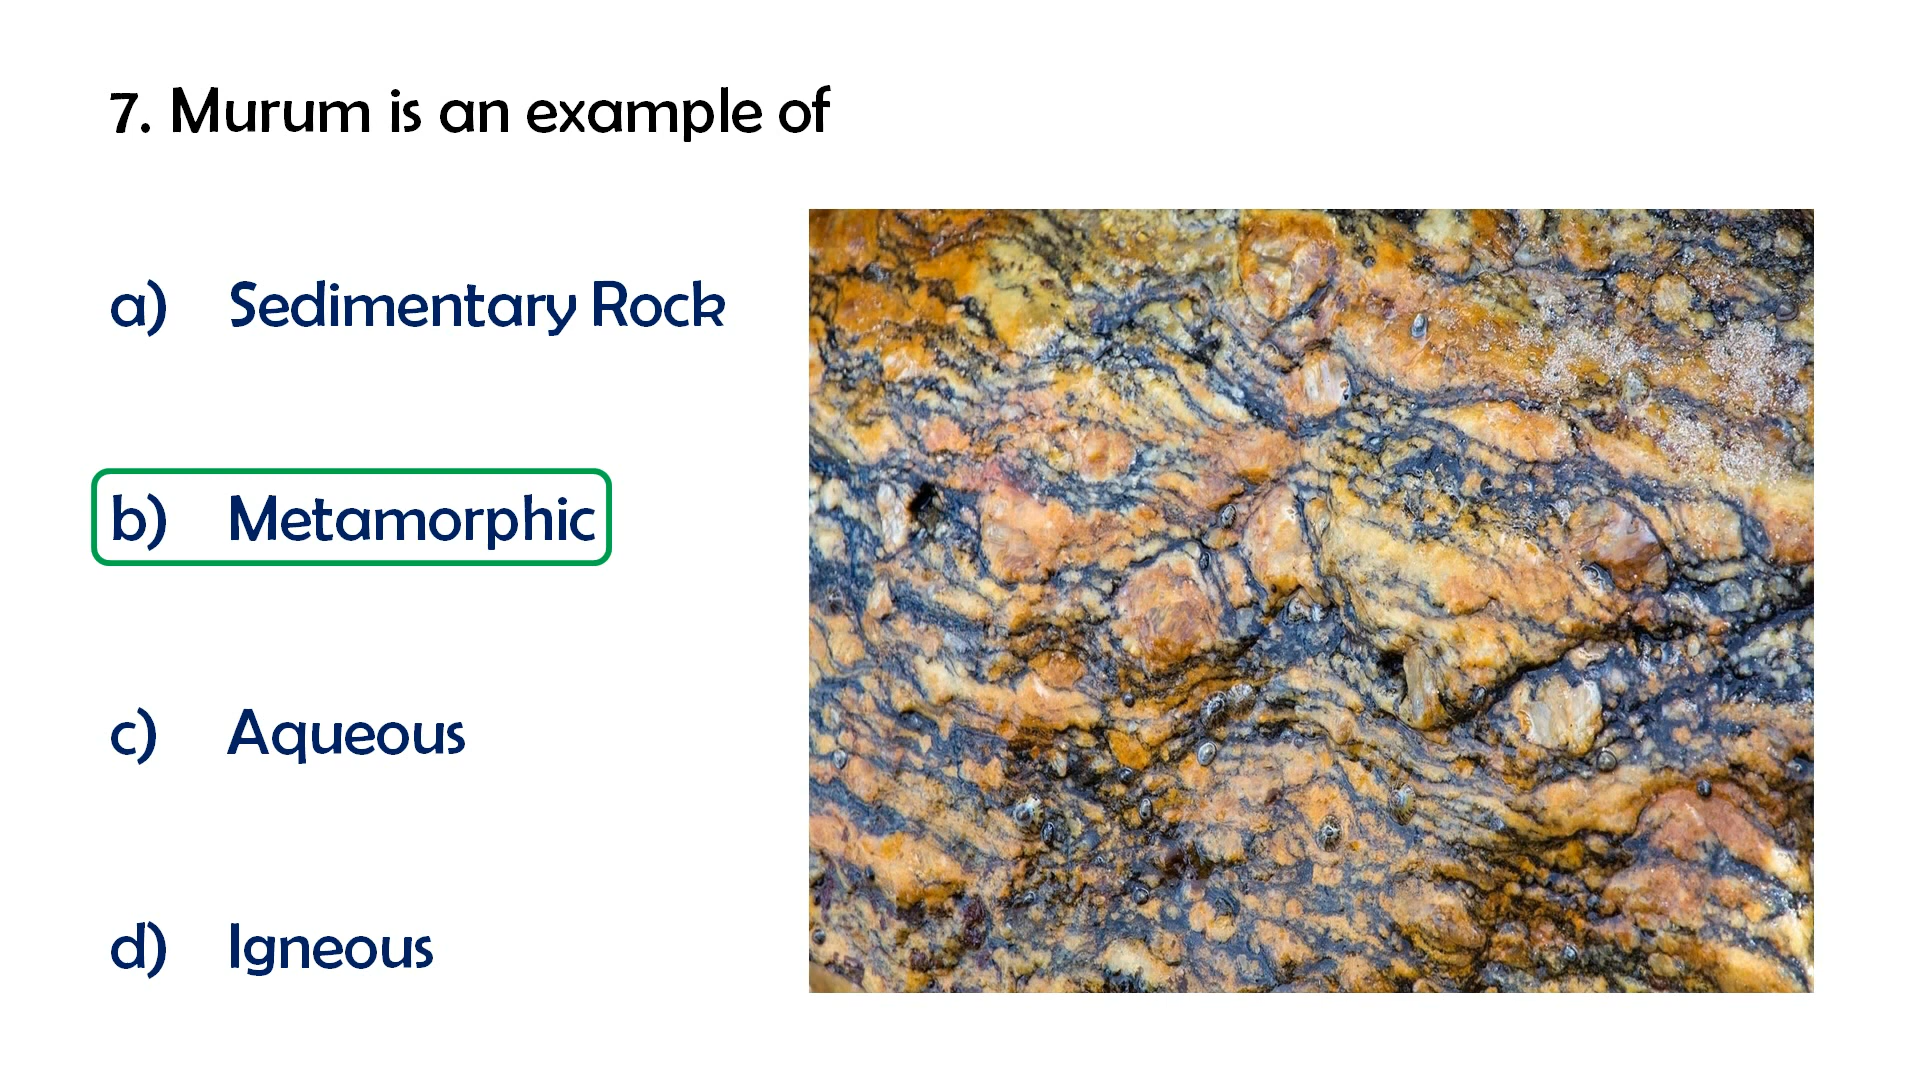 7. Murum is an example of
a) Sedimentary Rock
b) Metamorphic
c) Aqueous
d) Igneous